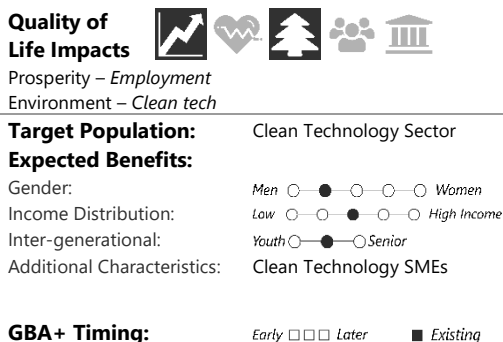 Quality of
Life Impacts
Prosperity – Employment
Environment – Clean tech
Target Population: Clean Technology Sector
Expected Benefits:
Gender: Men Women
Income Distribution: Low High Income
Inter-generational: Youth Senior
Additional Characteristics: Clean Technology SMEs
GBA+ Timing: Early Later Existing